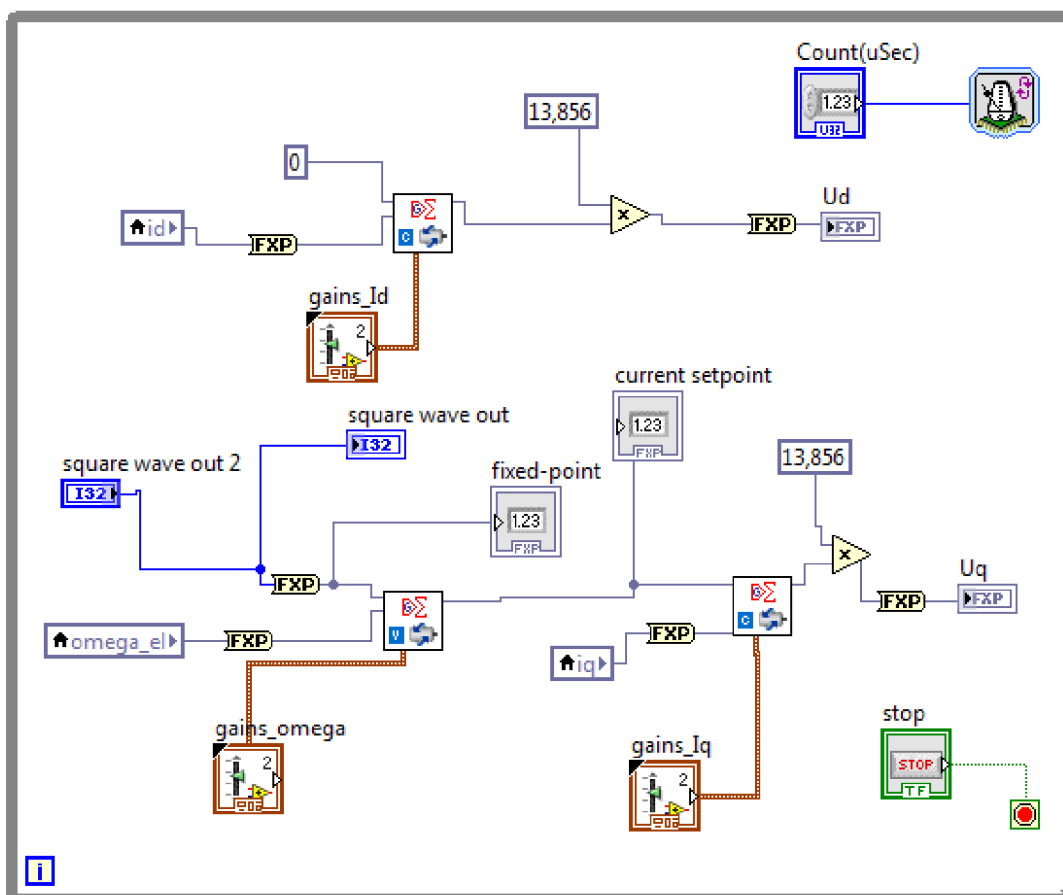 Count(uSec)
1.23
U32
13,856
0
x
Ud
id
FXP
FXP
FXP
C
gains_Id
2
current setpoint
1.23
FXP
square wave out
I32
square wave out 2
I32
fixed-point
1.23
FXP
13,856
x
FXP
Uq
FXP
FXP
omega_el
FXP
V
C
FXP
iq
gains_omega
2
gains_Iq
2
stop
STOP
TF
i